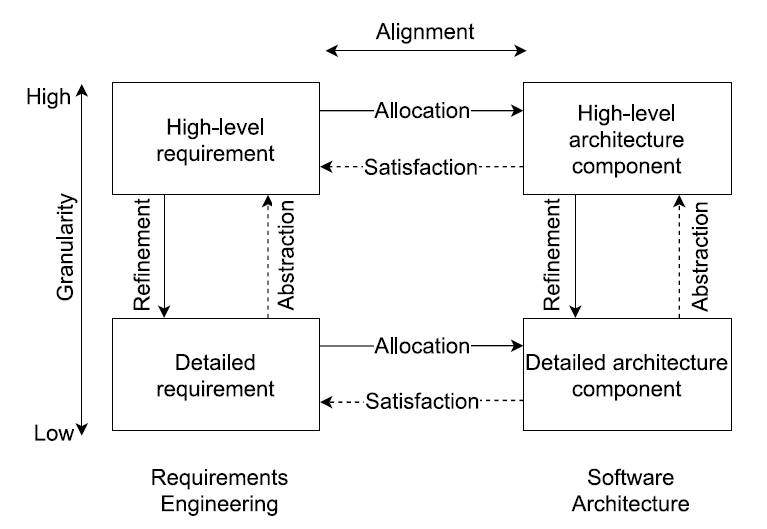 Alignment
High
High-level
requirement
Allocation
Satisfaction
High-level
architecture
component
Granularity
Refinement
Abstraction
Refinement
Abstraction
Detailed
requirement
Allocation
Satisfaction
Detailed architecture
component
Low
Requirements
Engineering
Software
Architecture